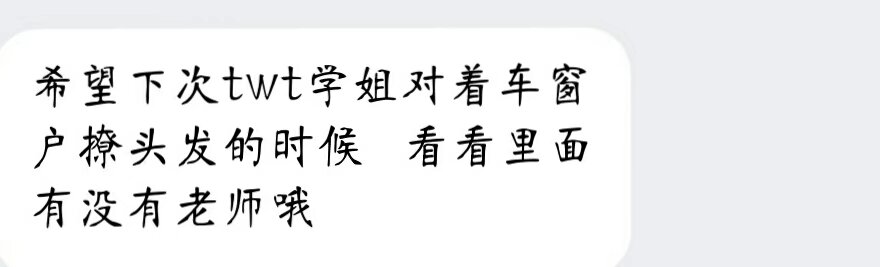 希望下次twt学姐对着车窗
户撩头发的时候 看看里面
有没有老师哦